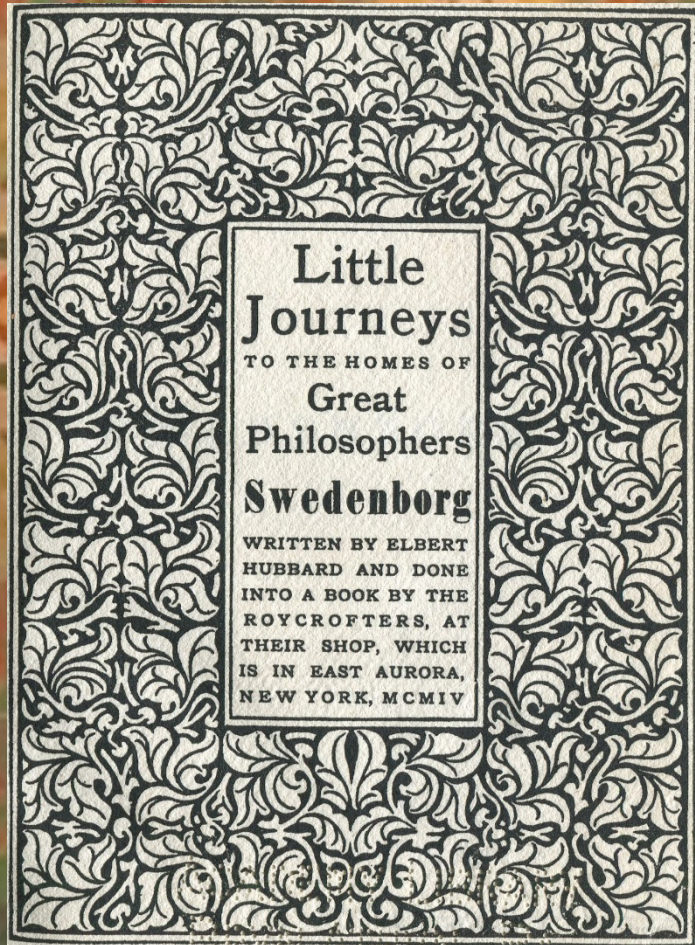 Little
Journeys
TO THE HOMES OF
Great
Philosophers
Swedenborg
WRITTEN BY ELBERT
HUBBARD AND DONE
INTO A BOOK BY THE
ROYCROFTERS, AT
THEIR SHOP, WHICH
IS IN EAST AURORA,
NEW YORK, MCMIV